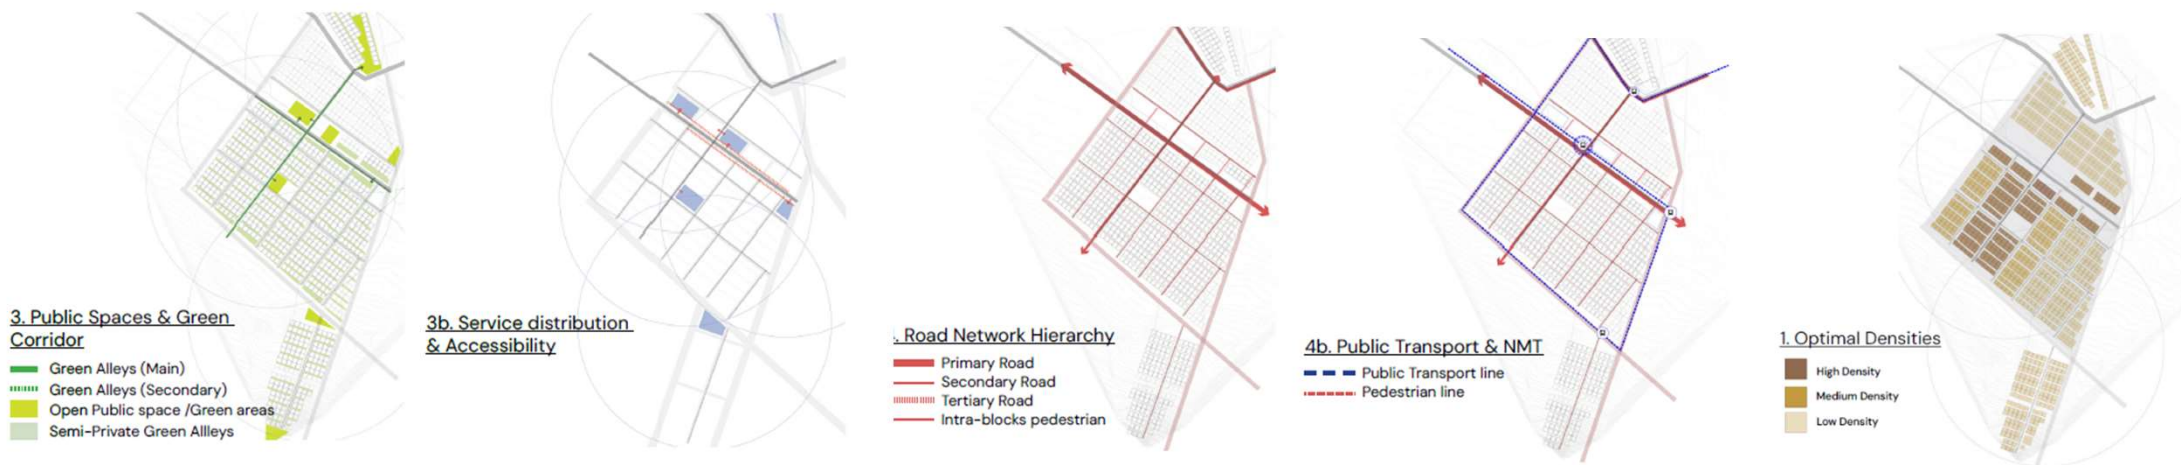 3. Public Spaces & Green
Corridor
Green Alleys (Main)
Green Alleys (Secondary)
Open Public space /Green areas
Semi-Private Green Allleys
3b. Service distribution
& Accessibility
. Road Network Hierarchy
Primary Road
Secondary Road
Tertiary Road
Intra-blocks pedestrian
4b. Public Transport & NMT
Public Transport line
Pedestrian line
1. Optimal Densities
High Density
Medium Density
Low Density